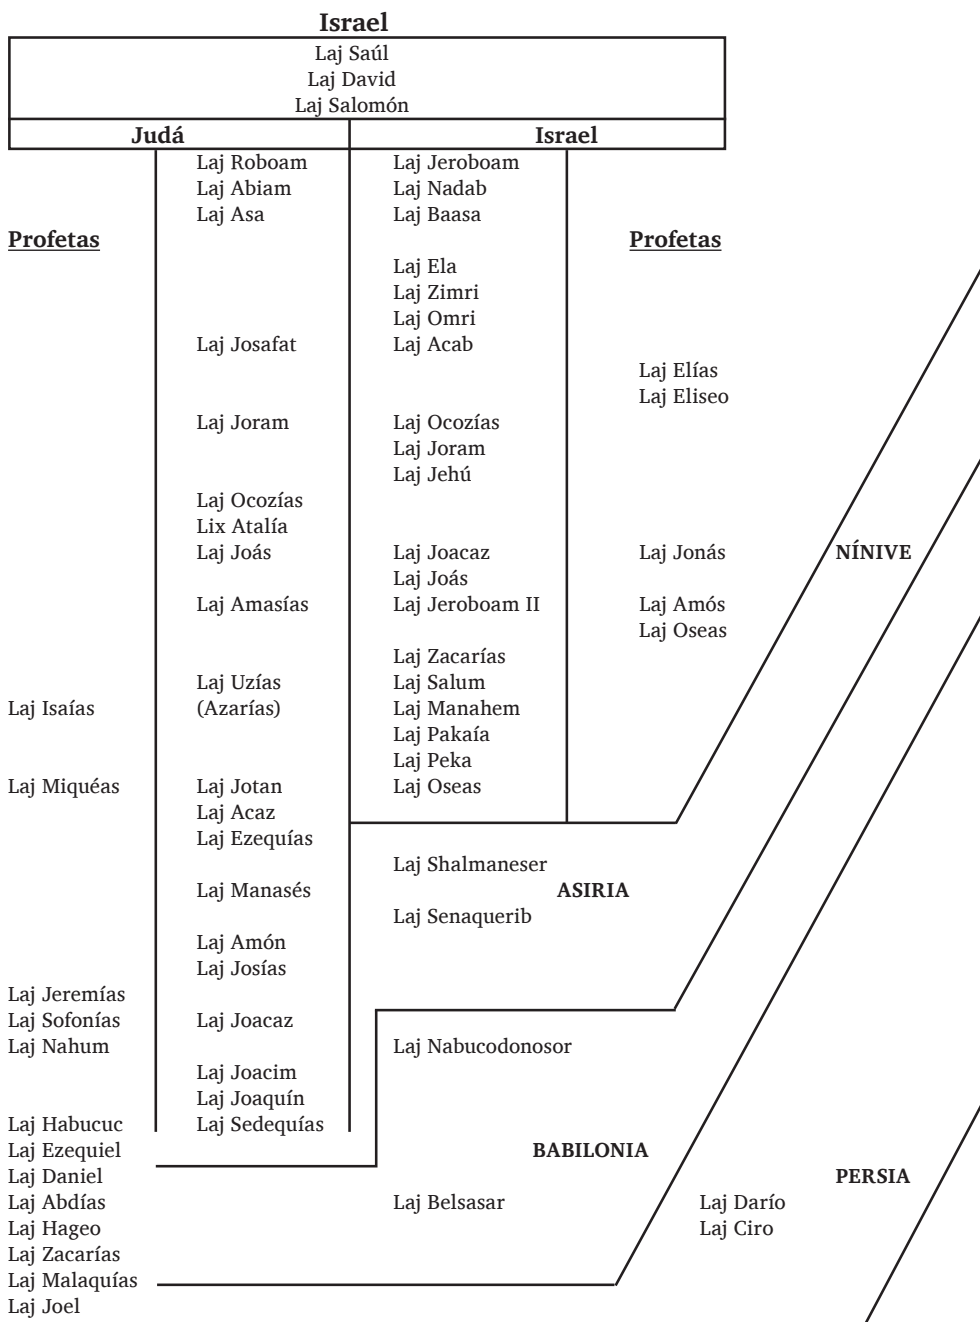 Israel
Laj Saúl
Laj David
Laj Salomón
Judá Israel
Laj Roboam Laj Jeroboam
Laj Abiam Laj Nadab
Laj Asa Laj Baasa
Profetas Profetas
Laj Ela
Laj Zimri
Laj Omri
Laj Josafat Laj Acab
Laj Elías
Laj Eliseo
Laj Joram Laj Ocozías
Laj Joram
Laj Jehú
Laj Ocozías
Lix Atalía
Laj Joás Laj Joacaz Laj Jonás NÍNIVE
Laj Joás
Laj Amasías Laj Jeroboam II Laj Amós
Laj Oseas
Laj Zacarías
Laj Uzías Laj Salum
Laj Isaías (Azarías) Laj Manahem
Laj Pakaía
Laj Peka
Laj Miquéas Laj Jotan Laj Oseas
Laj Acaz
Laj Ezequías
Laj Shalmaneser
Laj Manasés ASIRIA
Laj Senaquerib
Laj Amón
Laj Josías
Laj Jeremías
Laj Sofonías Laj Joacaz
Laj Nahum Laj Nabucodonosor
Laj Joacim
Laj Joaquín
Laj Habucuc Laj Sedequías
Laj Ezequiel BABILONIA
Laj Daniel PERSIA
Laj Abdías Laj Belsasar Laj Darío
Laj Hageo Laj Ciro
Laj Zacarías
Laj Malaquías
Laj Joel